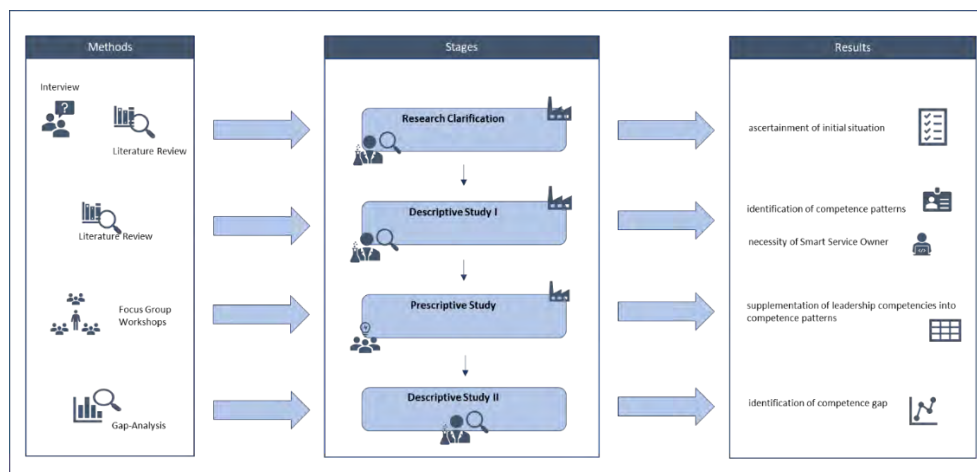 Methods
Stages
Results
Interview
?
Literature Review
Research Clarification
ascertainment of initial situation
Literature Review
Descriptive Study I
identification of competence patterns
necessity of Smart Service Owner
Focus Group
Workshops
Prescriptive Study
supplementation of leadership competencies into
competence patterns
Gap-Analysis
Descriptive Study II
identification of competence gap